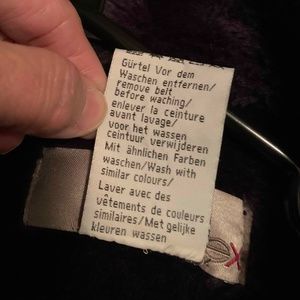 Gürtel Vor dem
Waschen entfernen/
remove belt
before waching/
enlever la ceinture
avant lavage/
voor het wassen
ceintuur verwijderen
Mit ähnlichen Farben
waschen/Wash with
similar colours/
Laver avec des
vêtements de couleurs
similaires/Met gelijke
kleuren wassen